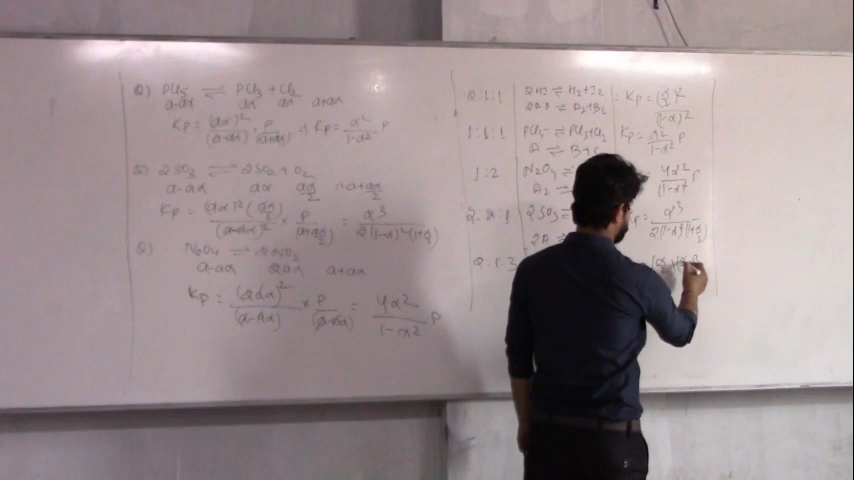 Q) PCl5 ⇌ PCl3 + Cl2
a-aα aα aα a+aα
Kp = (aα)² / (a-aα) × P / (a+aα) ⇒ Kp = α² / 1-α² P
Q) 2SO3 ⇌ 2SO2 + O2
a-aα aα aα/2 a+aα/2
Kp = (aα)² (aα/2) / (a-aα)² × P / (a+aα/2) = α³ / 2(1-α)²(1+α/2)
Q) N2O4 ⇌ 2NO2
a-aα 2aα a+aα
Kp = (2aα)² / (a-aα) × P / (a+aα) = 4α² / 1-α² P
2:1:1 2HI ⇌ H2+I2 = Kp = (α/2)² / (1-α)²
⇌ A2+B2
1:1:1 PCl5 ⇌ PCl3+Cl2 Kp = α² / 1-α² P
A ⇌ B+C
1:2 N2O4 ⇌ 4α² / 1-α² P
A2 ⇌
2:2:1 2SO3 ⇌ Kp = α³ / 2(1-α)²(1+α/2)
2:1:3